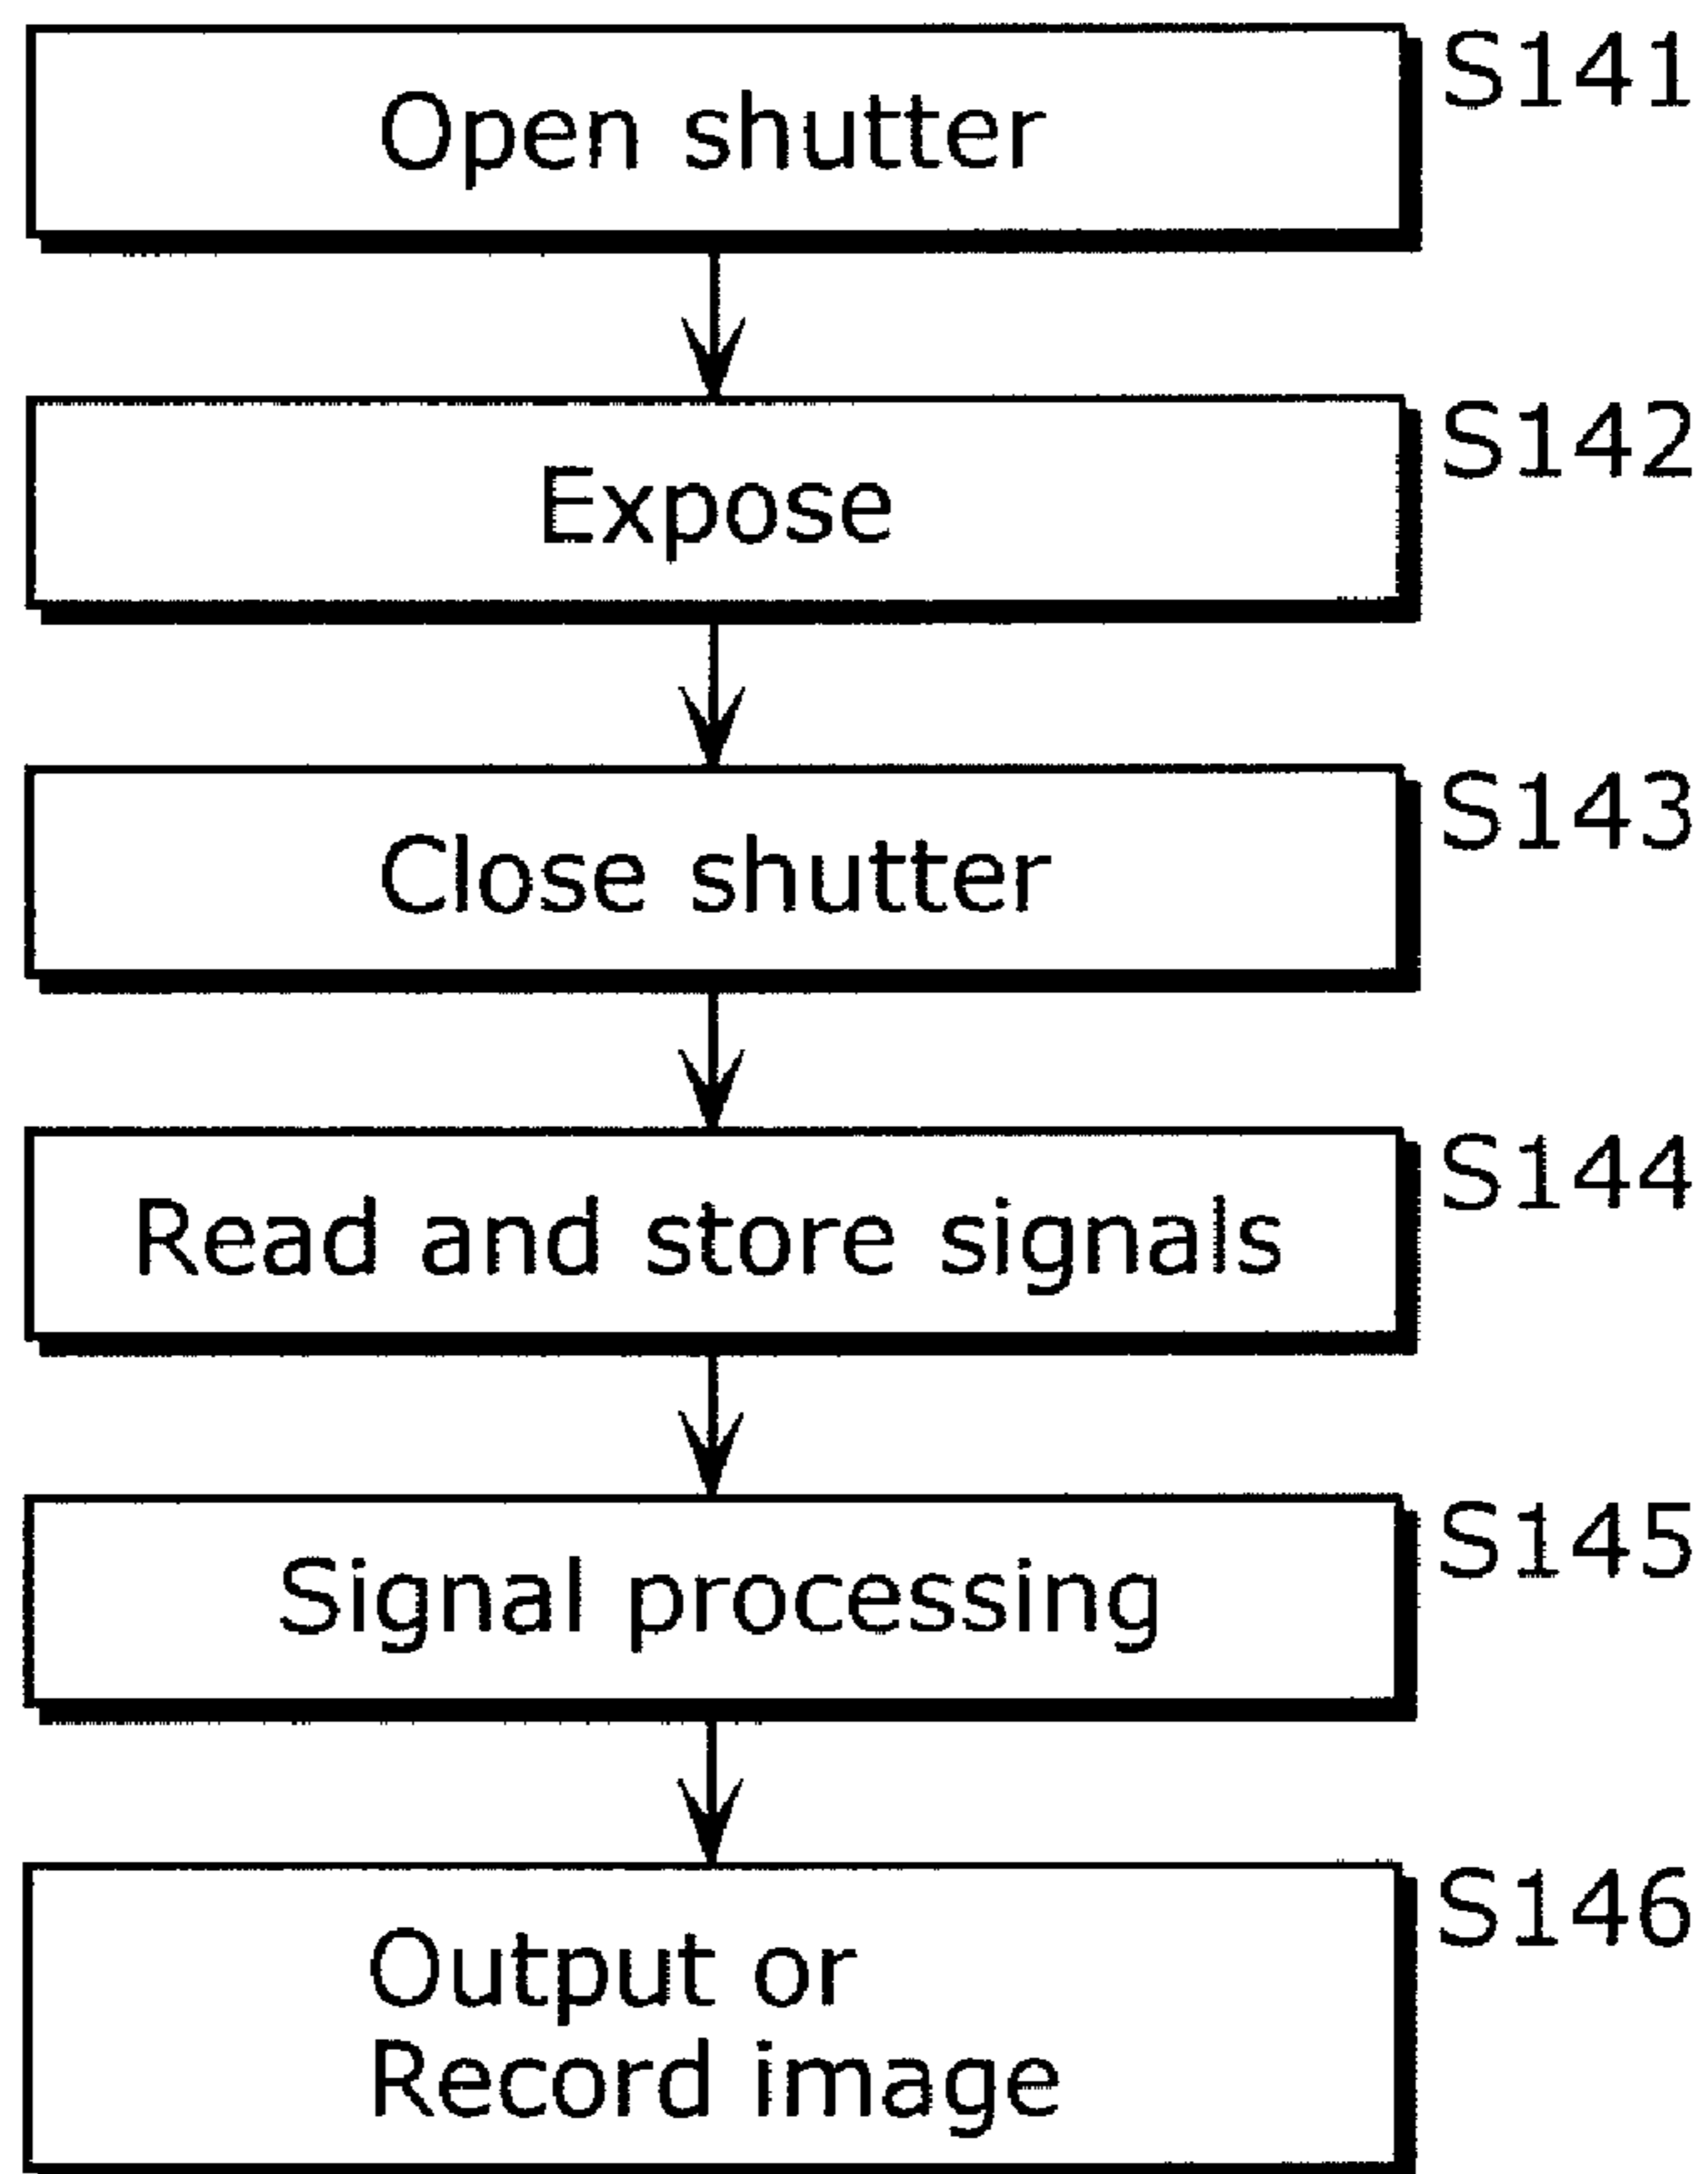 Open shutter
S141
Expose
S142
Close shutter
S143
Read and store signals
S144
Signal processing
S145
Output or
Record image
S146